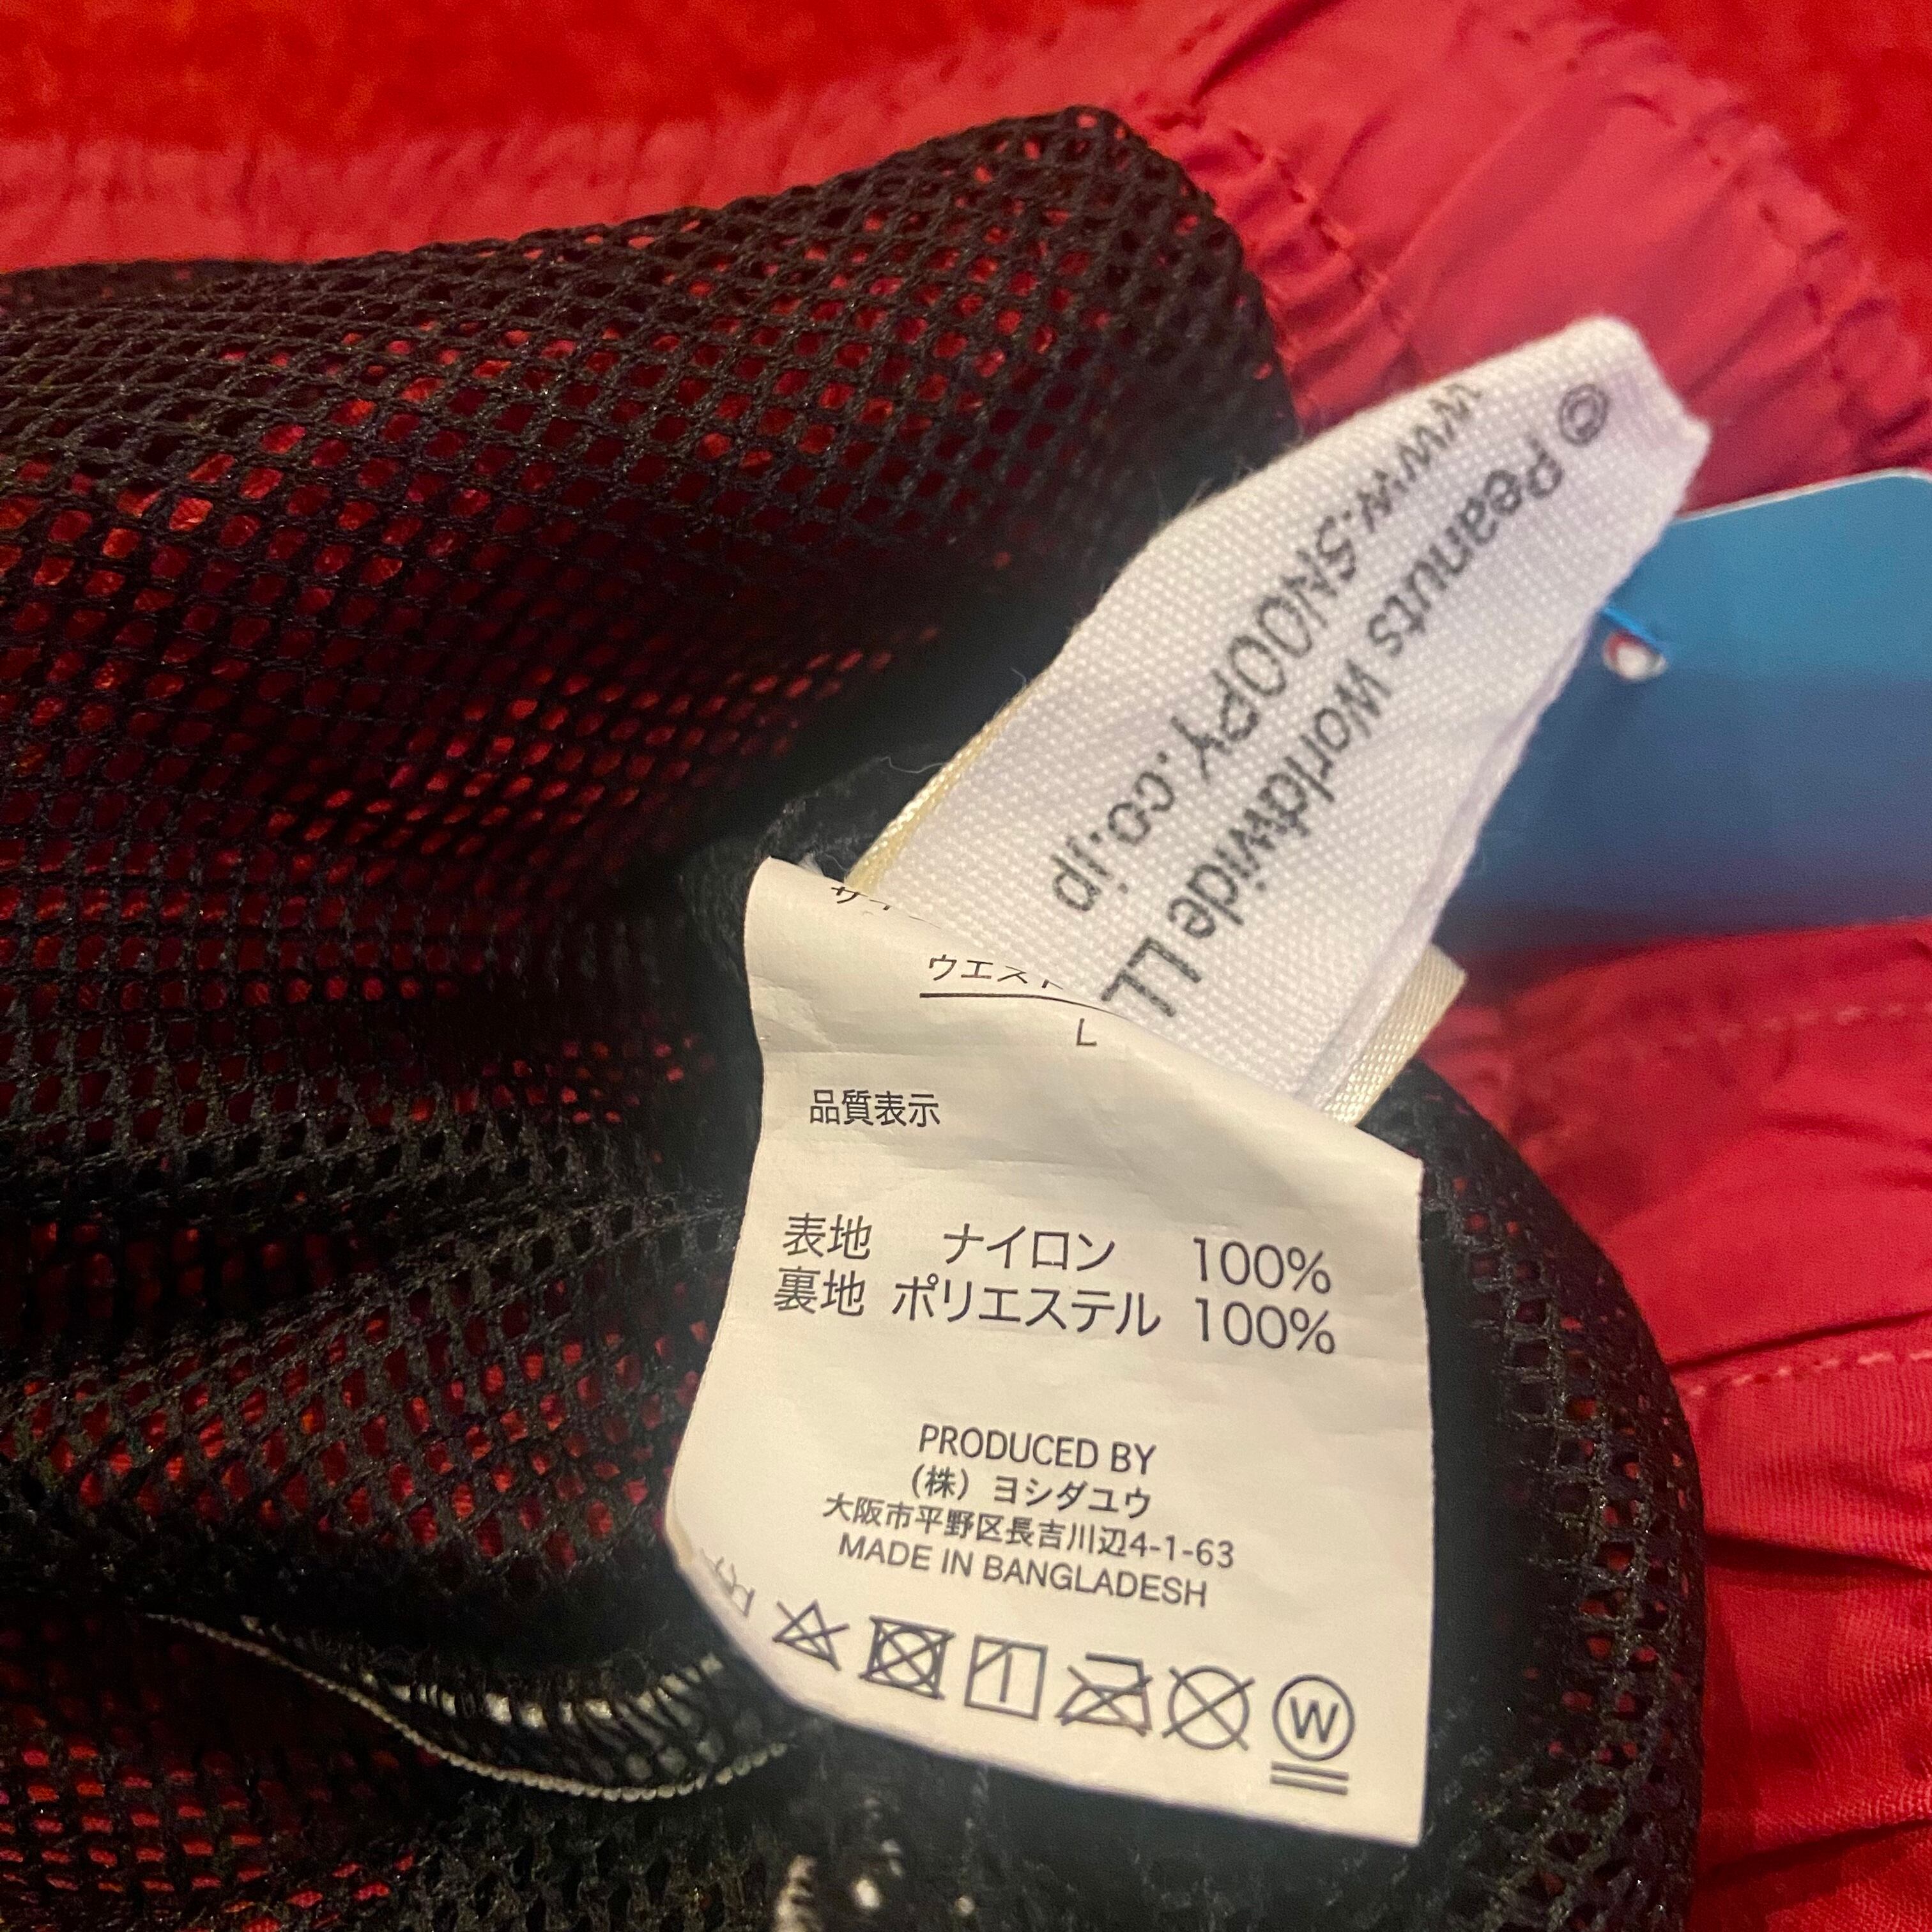 © Peanuts Worldwide LL
www.SNOOPY.co.jp
ウエスト
L
品質表示
表地 ナイロン 100%
裏地 ポリエステル 100%
PRODUCED BY
(株) ヨシダユウ
大阪市平野区長吉川辺4-1-63
MADE IN BANGLADESH
W